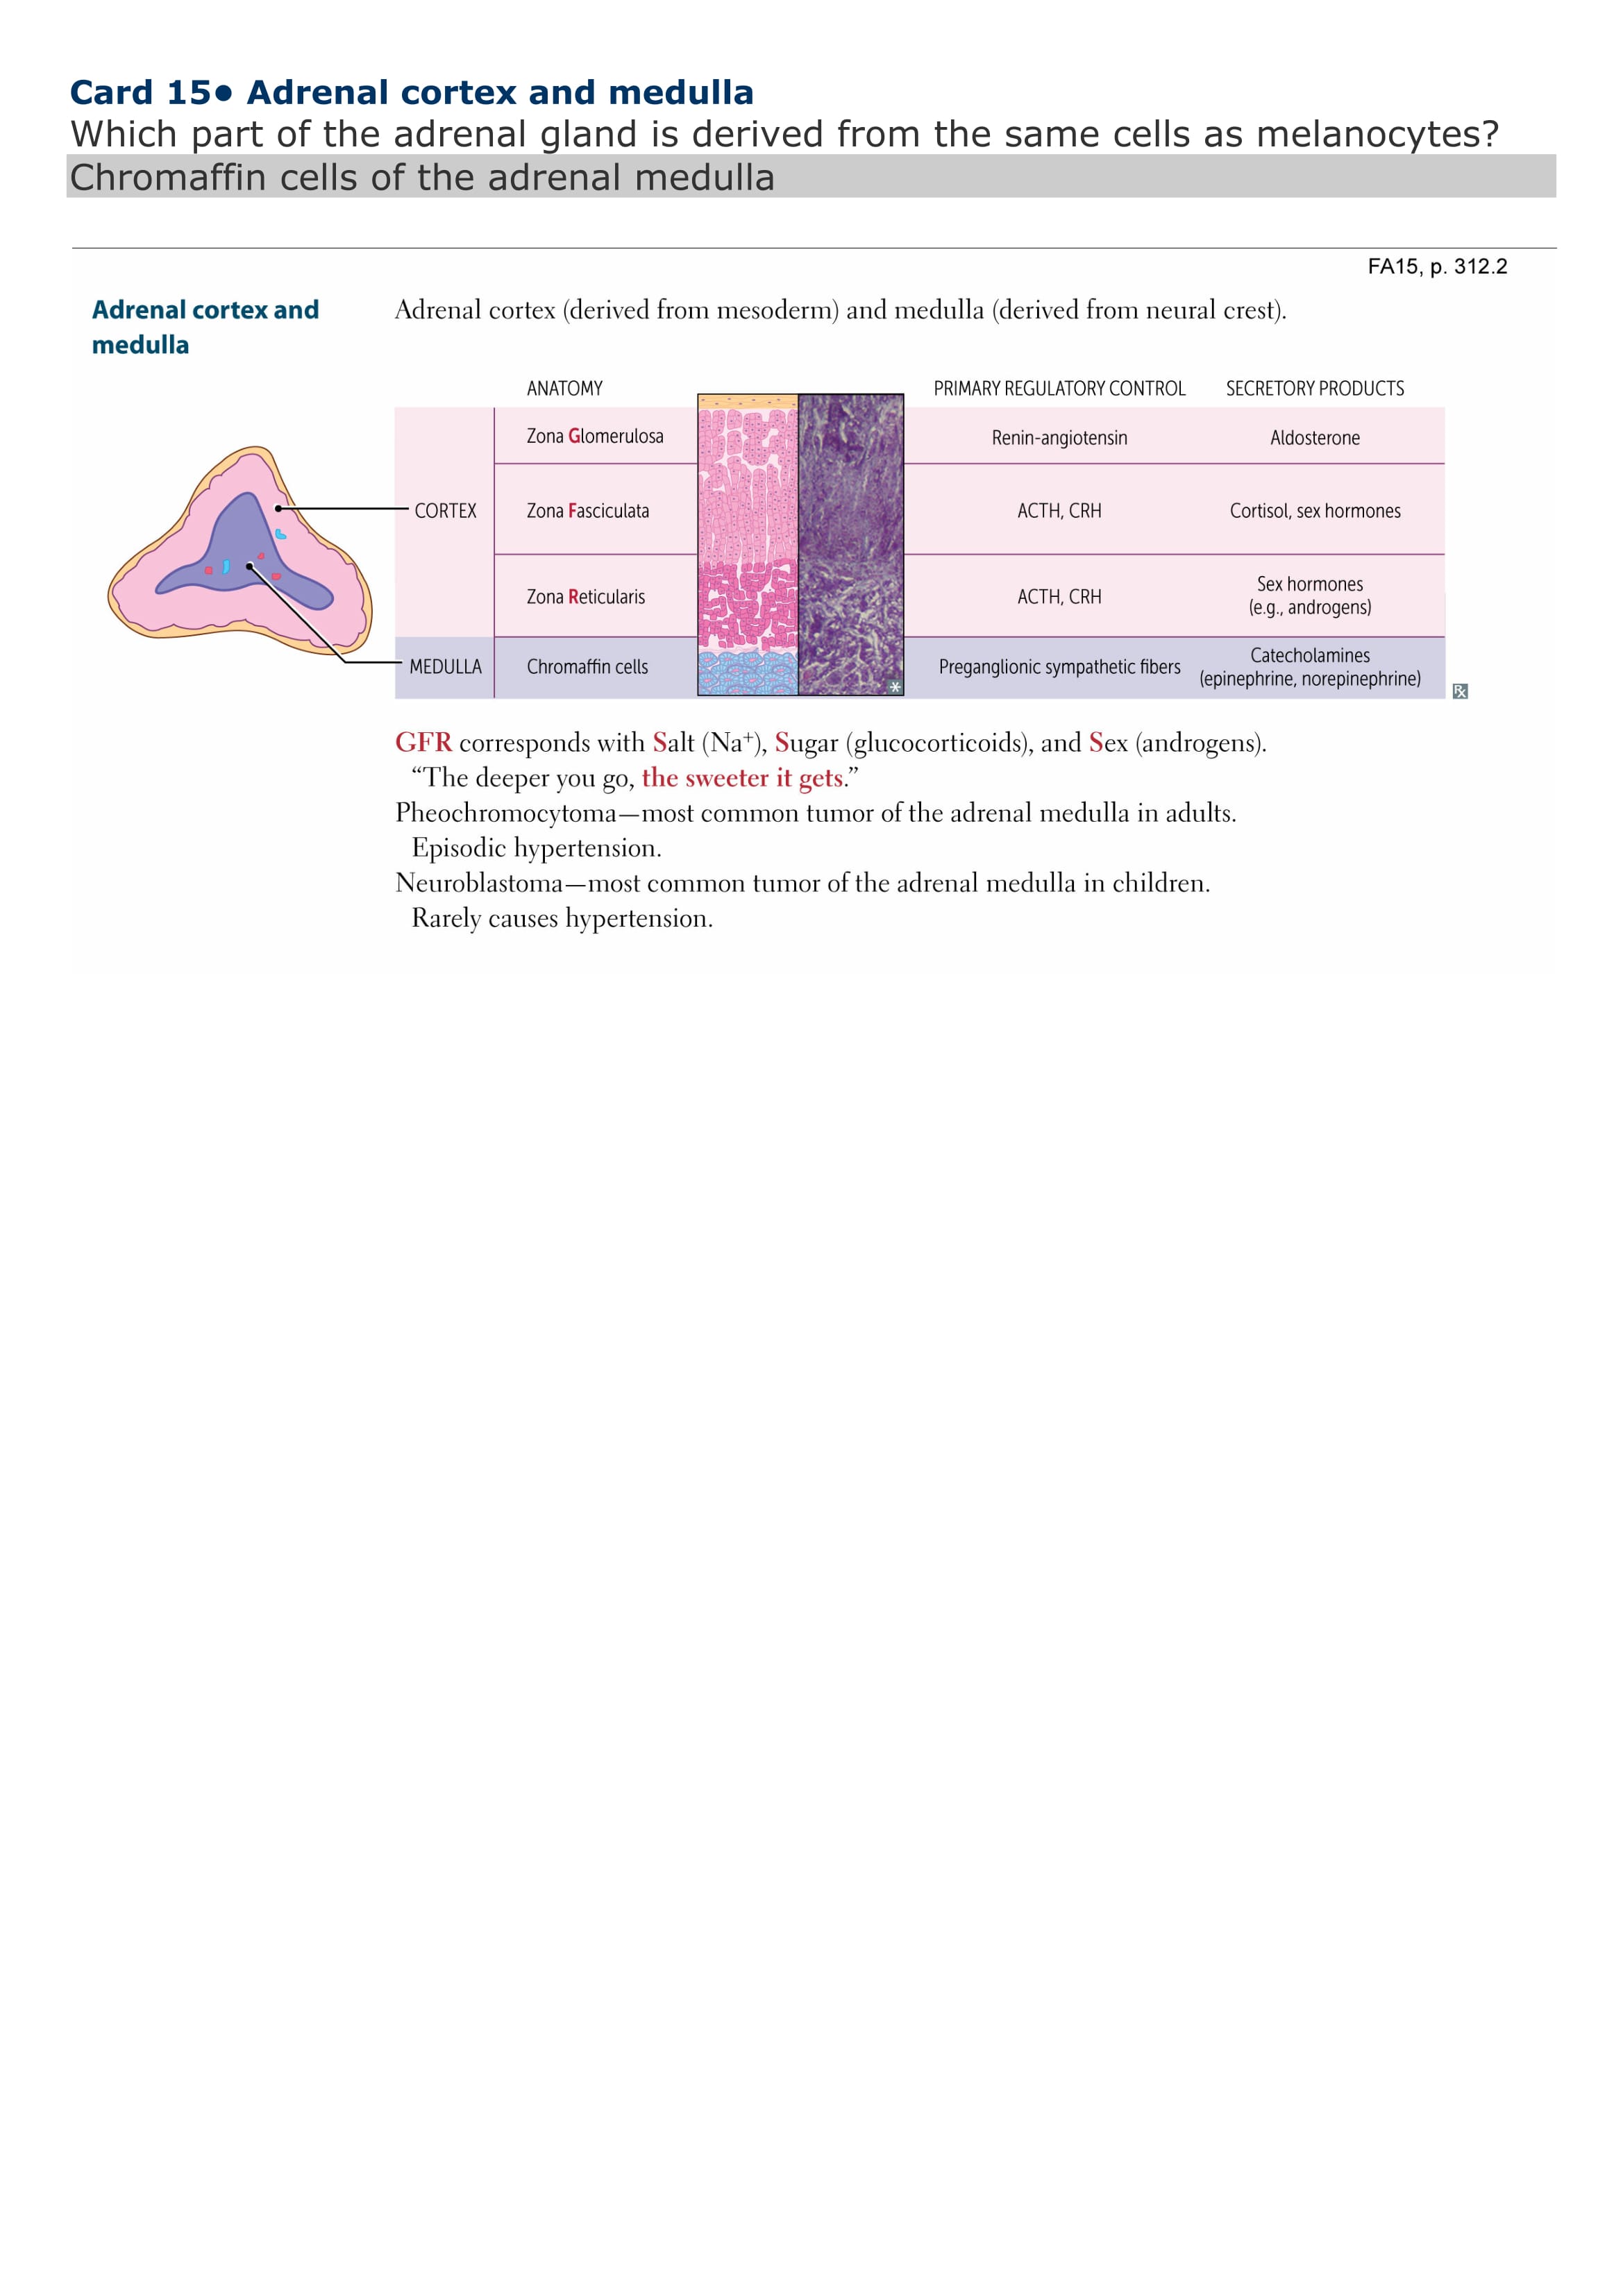 Card 15• Adrenal cortex and medulla
Which part of the adrenal gland is derived from the same cells as melanocytes?
Chromaffin cells of the adrenal medulla
FA15, p. 312.2
Adrenal cortex and
medulla
Adrenal cortex (derived from mesoderm) and medulla (derived from neural crest).
ANATOMY PRIMARY REGULATORY CONTROL SECRETORY PRODUCTS
Zona Glomerulosa Renin-angiotensin Aldosterone
CORTEX Zona Fasciculata ACTH, CRH Cortisol, sex hormones
Zona Reticularis ACTH, CRH Sex hormones
(e.g., androgens)
MEDULLA Chromaffin cells Preganglionic sympathetic fibers Catecholamines
(epinephrine, norepinephrine)
*
Rx
GFR corresponds with Salt (Na⁺), Sugar (glucocorticoids), and Sex (androgens).
“The deeper you go, the sweeter it gets.”
Pheochromocytoma—most common tumor of the adrenal medulla in adults.
Episodic hypertension.
Neuroblastoma—most common tumor of the adrenal medulla in children.
Rarely causes hypertension.